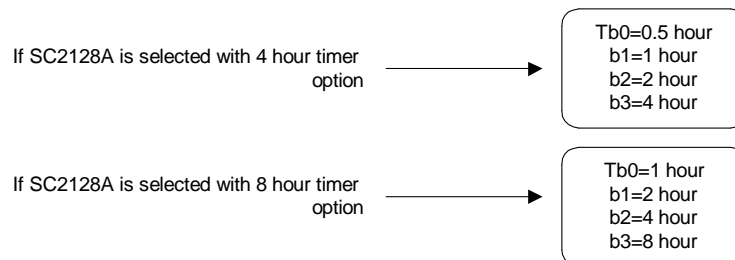 If SC2128A is selected with 4 hour timer
option
Tb0=0.5 hour
b1=1 hour
b2=2 hour
b3=4 hour
If SC2128A is selected with 8 hour timer
option
Tb0=1 hour
b1=2 hour
b2=4 hour
b3=8 hour